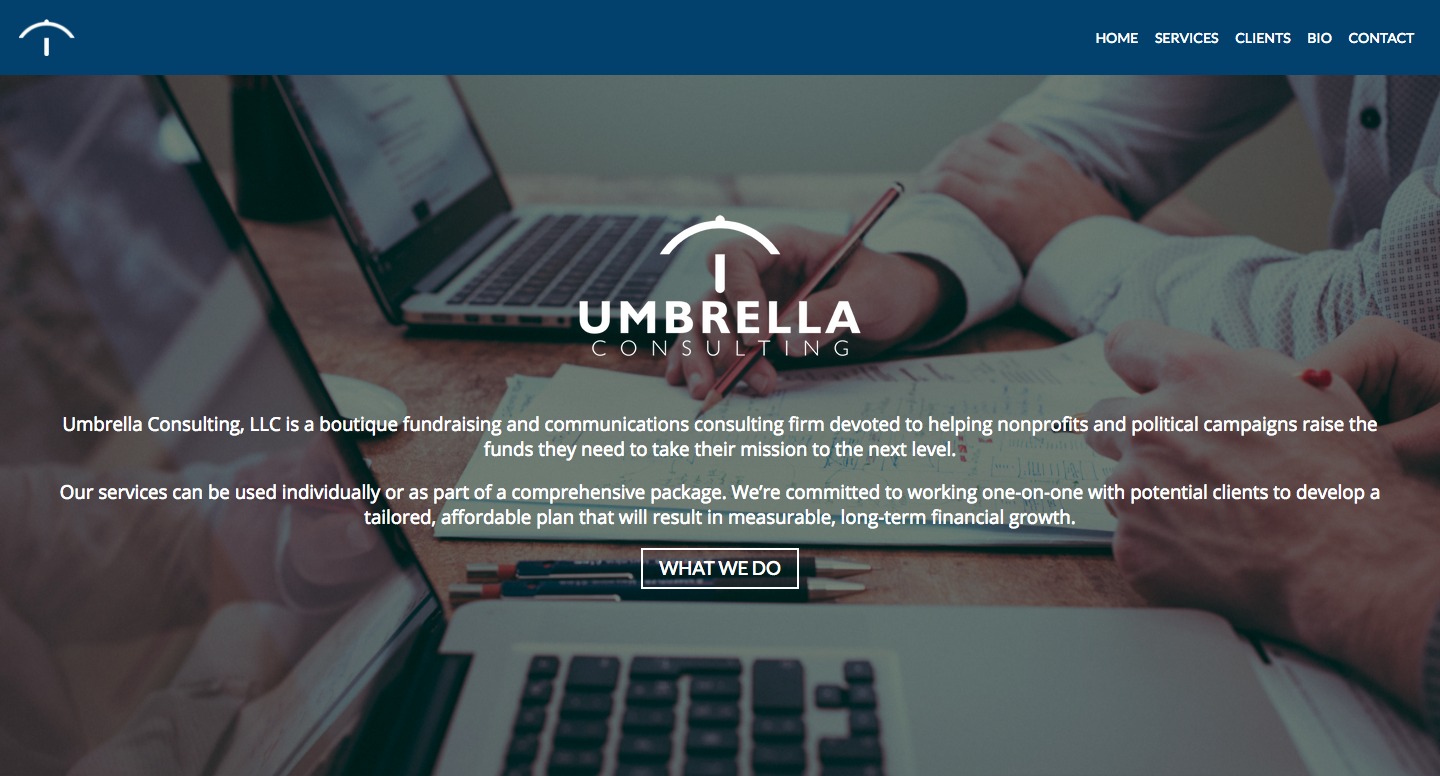 HOME SERVICES CLIENTS BIO CONTACT
UMBRELLA
CONSULTING
Umbrella Consulting, LLC is a boutique fundraising and communications consulting firm devoted to helping nonprofits and political campaigns raise the
funds they need to take their mission to the next level.
Our services can be used individually or as part of a comprehensive package. We’re committed to working one-on-one with potential clients to develop a
tailored, affordable plan that will result in measurable, long-term financial growth.
WHAT WE DO